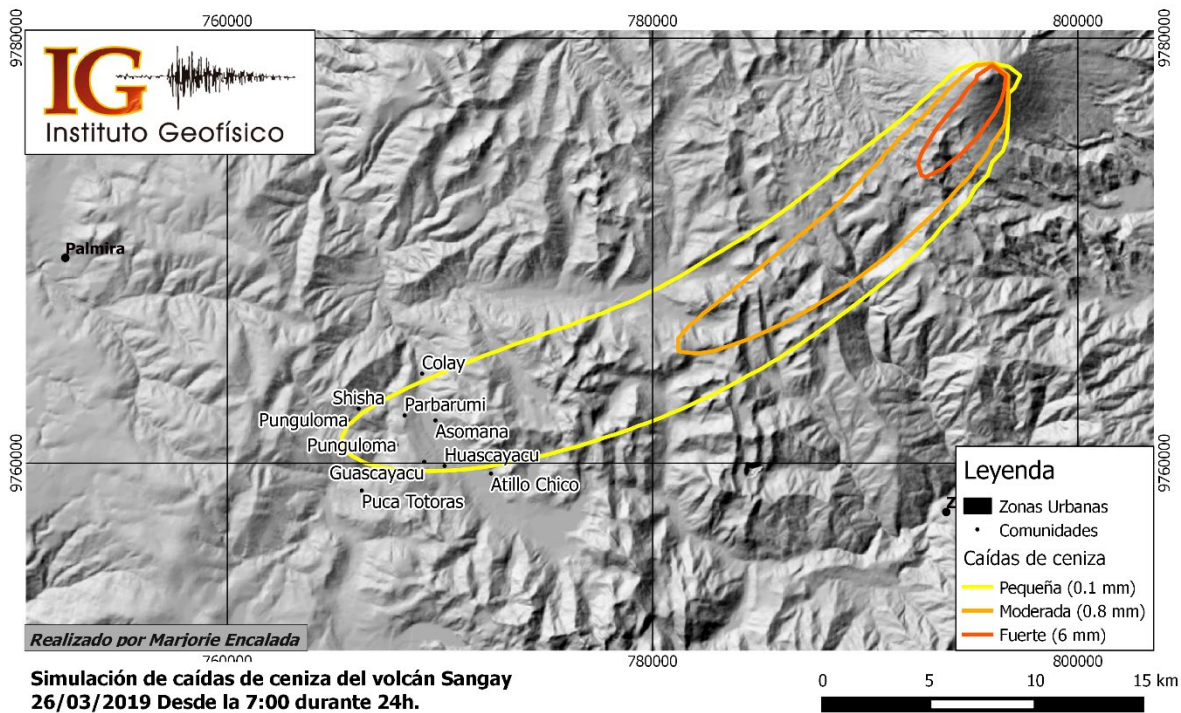 760000
780000
800000
9780000
9780000
IG
Instituto Geofísico
Palmira
Colay
Shisha
Parbarumi
Punguloma
Asomana
Punguloma
Huascayacu
Guascayacu
Atillo Chico
Puca Totoras
9760000
9760000
Z
Leyenda
Zonas Urbanas
Comunidades
Caídas de ceniza
Pequeña (0.1 mm)
Moderada (0.8 mm)
Fuerte (6 mm)
Realizado por Marjorie Encalada
760000
780000
800000
Simulación de caídas de ceniza del volcán Sangay
26/03/2019 Desde la 7:00 durante 24h.
0 5 10 15 km